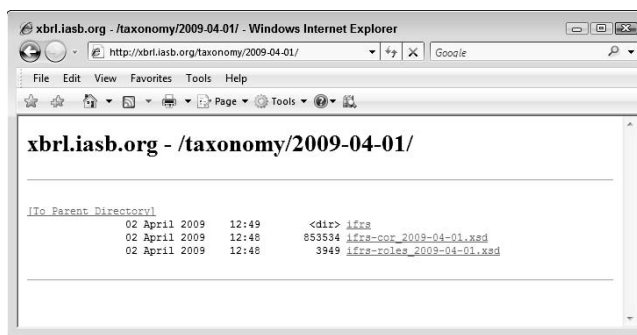 xbrl.iasb.org - /taxonomy/2009-04-01/ - Windows Internet Explorer
http://xbrl.iasb.org/taxonomy/2009-04-01/ Google
File Edit View Favorites Tools Help
Page Tools
xbrl.iasb.org - /taxonomy/2009-04-01/
[To Parent Directory]
02 April 2009 12:49 <dir> ifrs
02 April 2009 12:48 853534 ifrs-cor_2009-04-01.xsd
02 April 2009 12:48 3949 ifrs-roles_2009-04-01.xsd